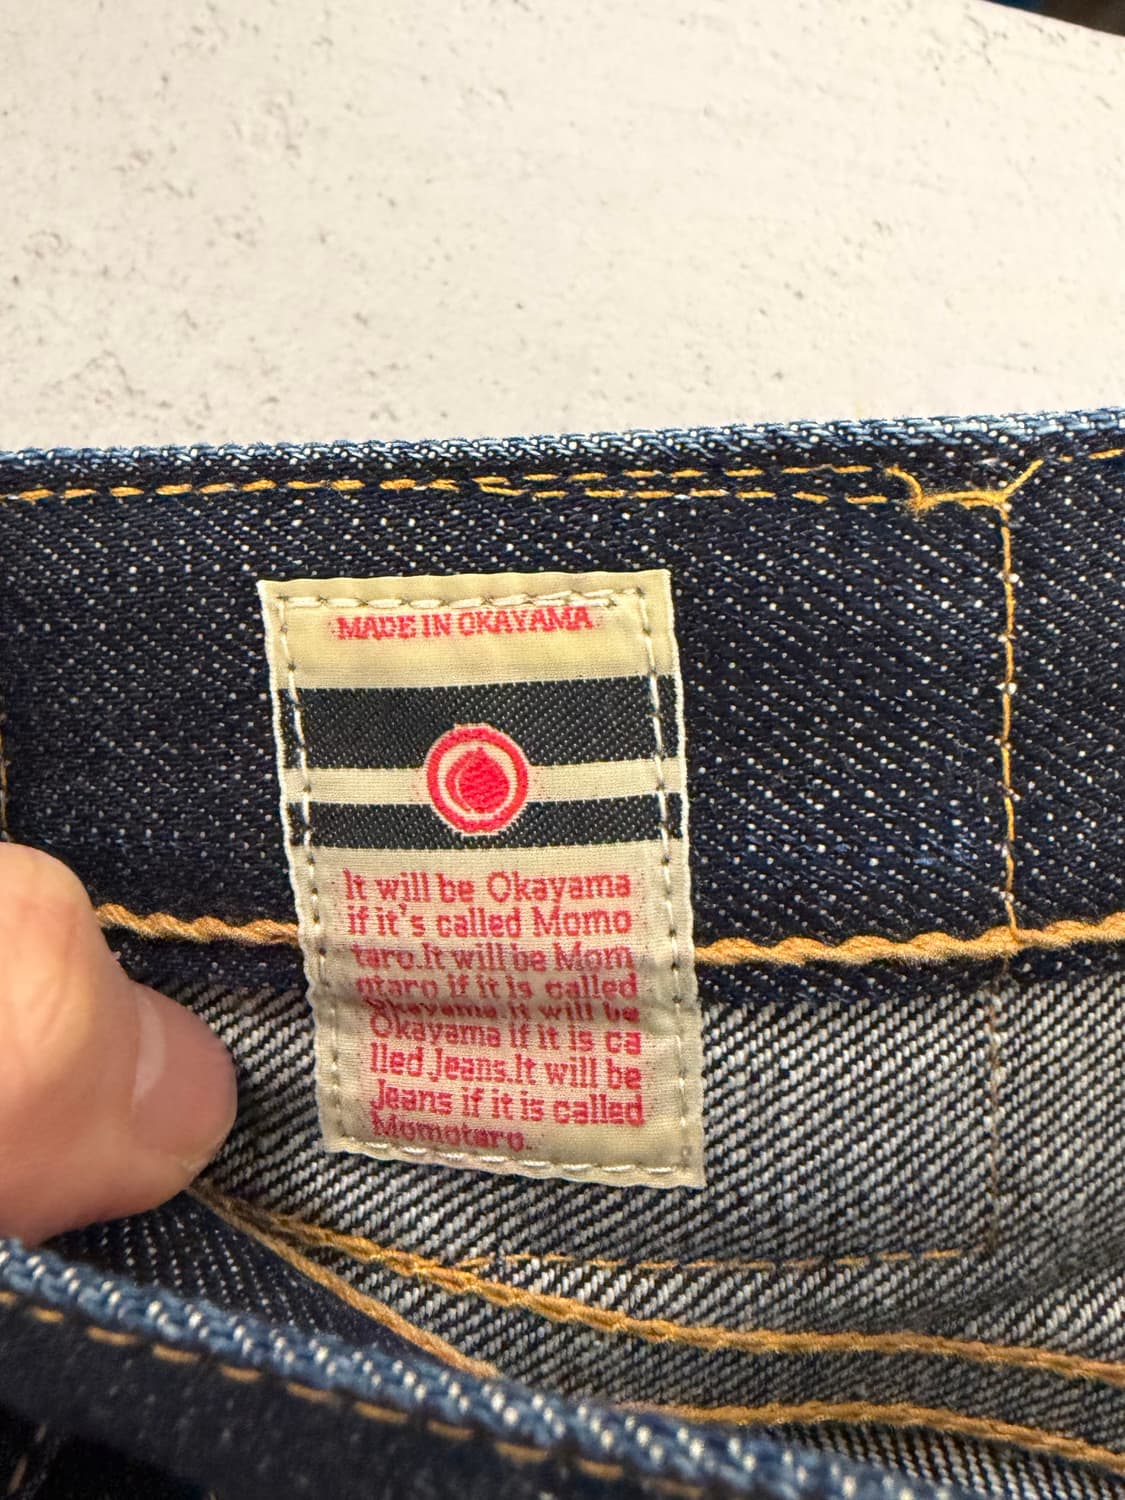 MADE IN OKAYAMA
It will be Okayama
if it's called Momo
taro.It will be Mom
otaro if it is called
Okayama.It will be
Okayama if it is ca
lled Jeans.It will be
Jeans if it is called
Momotaro.